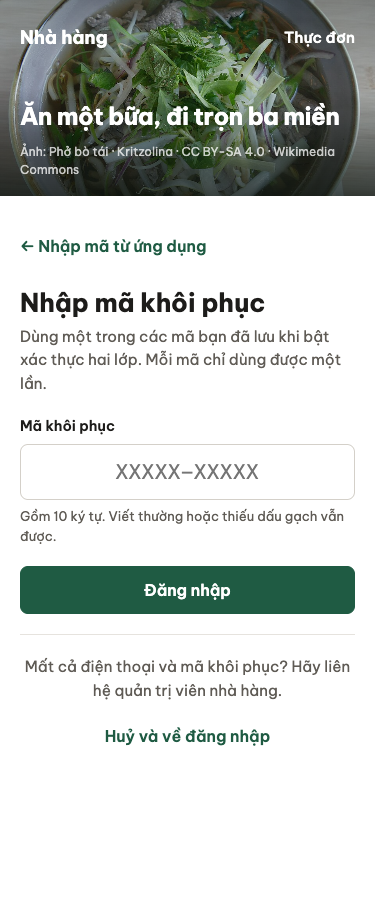 Nhà hàng
Thực đơn
Ăn một bữa, đi trọn ba miền
Ảnh: Phở bò tái · Kritzolina · CC BY-SA 4.0 · Wikimedia
Commons
← Nhập mã từ ứng dụng
Nhập mã khôi phục
Dùng một trong các mã bạn đã lưu khi bật
xác thực hai lớp. Mỗi mã chỉ dùng được một
lần.
Mã khôi phục
XXXXX–XXXXX
Gồm 10 ký tự. Viết thường hoặc thiếu dấu gạch vẫn
được.
Đăng nhập
Mất cả điện thoại và mã khôi phục? Hãy liên
hệ quản trị viên nhà hàng.
Huỷ và về đăng nhập